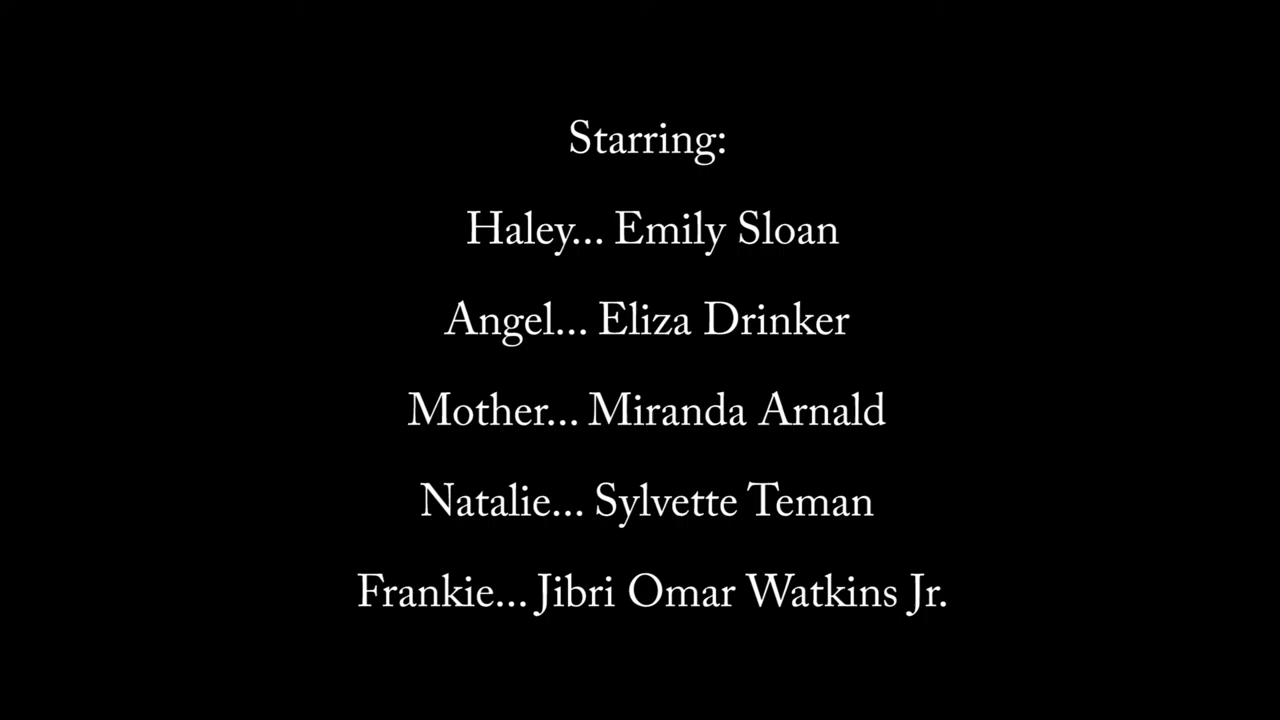 Starring:
Haley... Emily Sloan
Angel... Eliza Drinker
Mother... Miranda Arnald
Natalie... Sylvette Teman
Frankie... Jibri Omar Watkins Jr.